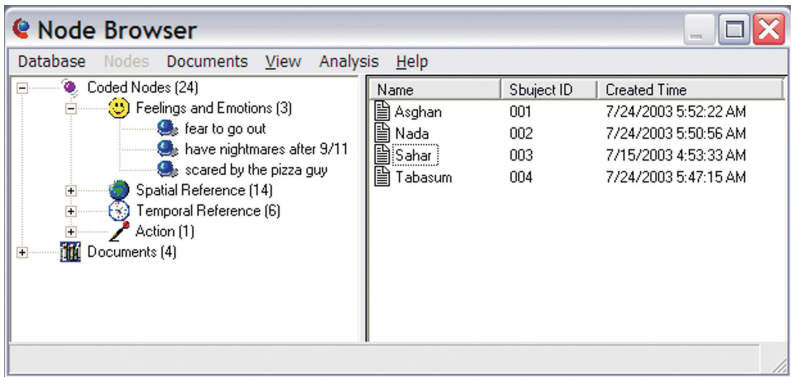 Node Browser
Database Nodes Documents View Analysis Help
Coded Nodes (24)
Feelings and Emotions (3)
fear to go out
have nightmares after 9/11
scared by the pizza guy
Spatial Reference (14)
Temporal Reference (6)
Action (1)
Documents (4)
Name Sbuject ID Created Time
Asghan 001 7/24/2003 5:52:22 AM
Nada 002 7/24/2003 5:50:56 AM
Sahar 003 7/15/2003 4:53:33 AM
Tabasum 004 7/24/2003 5:47:15 AM